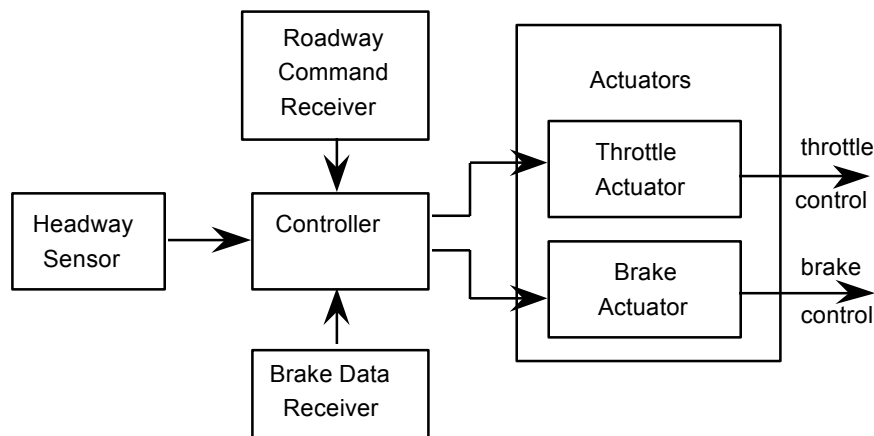 Roadway
Command
Receiver
Actuators
Throttle
Actuator
throttle
control
Headway
Sensor
Controller
Brake
Actuator
brake
control
Brake Data
Receiver